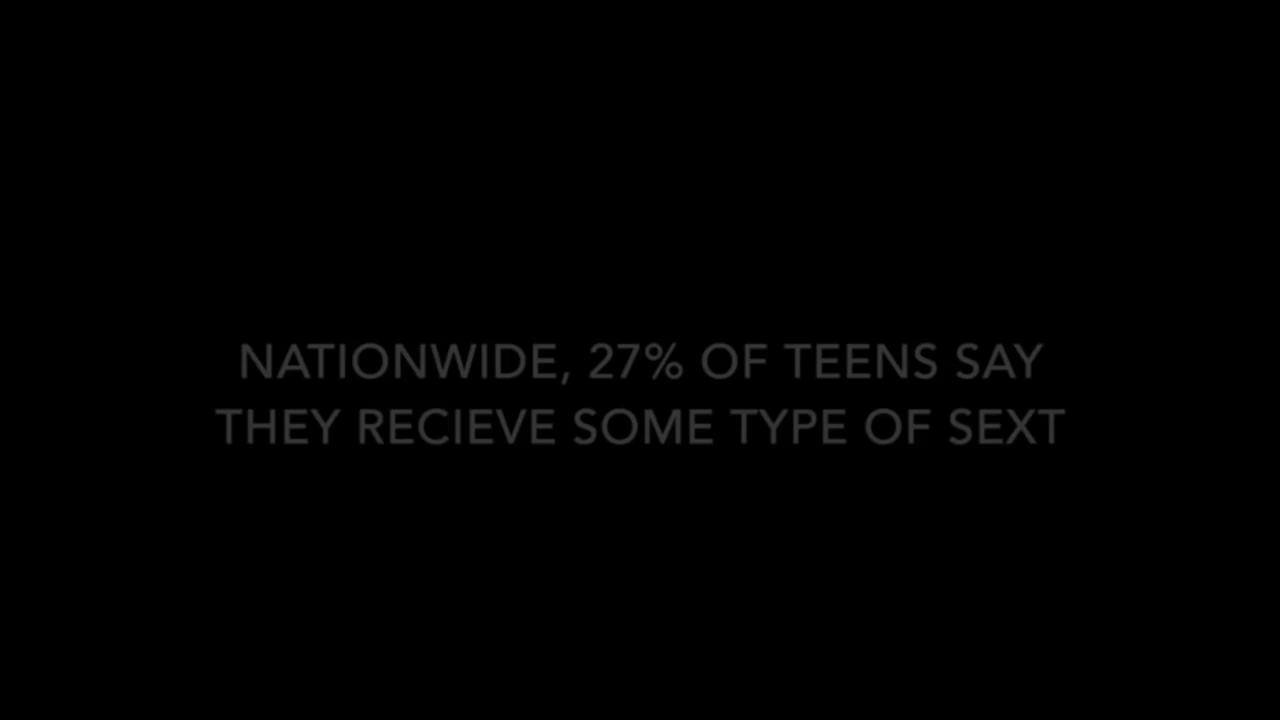 NATIONWIDE, 27% OF TEENS SAY
THEY RECIEVE SOME TYPE OF SEXT